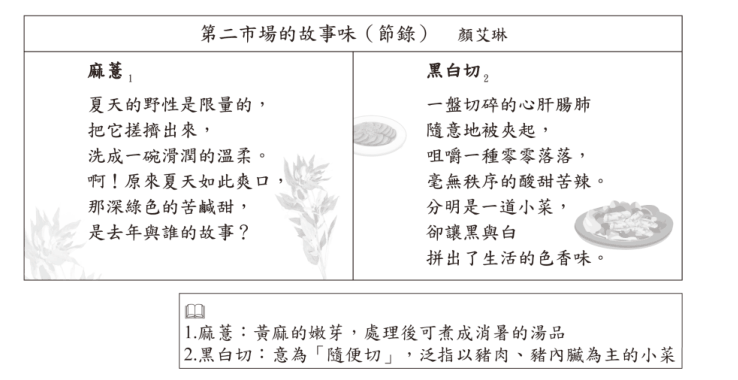 第二市場的故事味（節錄） 顏艾琳
麻薏1
夏天的野性是限量的，
把它搓擠出來，
洗成一碗滑潤的溫柔。
啊！原來夏天如此爽口，
那深綠色的苦鹹甜，
是去年與誰的故事？
黑白切2
一盤切碎的心肝腸肺
隨意地被夾起，
咀嚼一種零零落落，
毫無秩序的酸甜苦辣。
分明是一道小菜，
卻讓黑與白
拼出了生活的色香味。
1.麻薏：黃麻的嫩芽，處理後可煮成消暑的湯品
2.黑白切：意為「隨便切」，泛指以豬肉、豬內臟為主的小菜